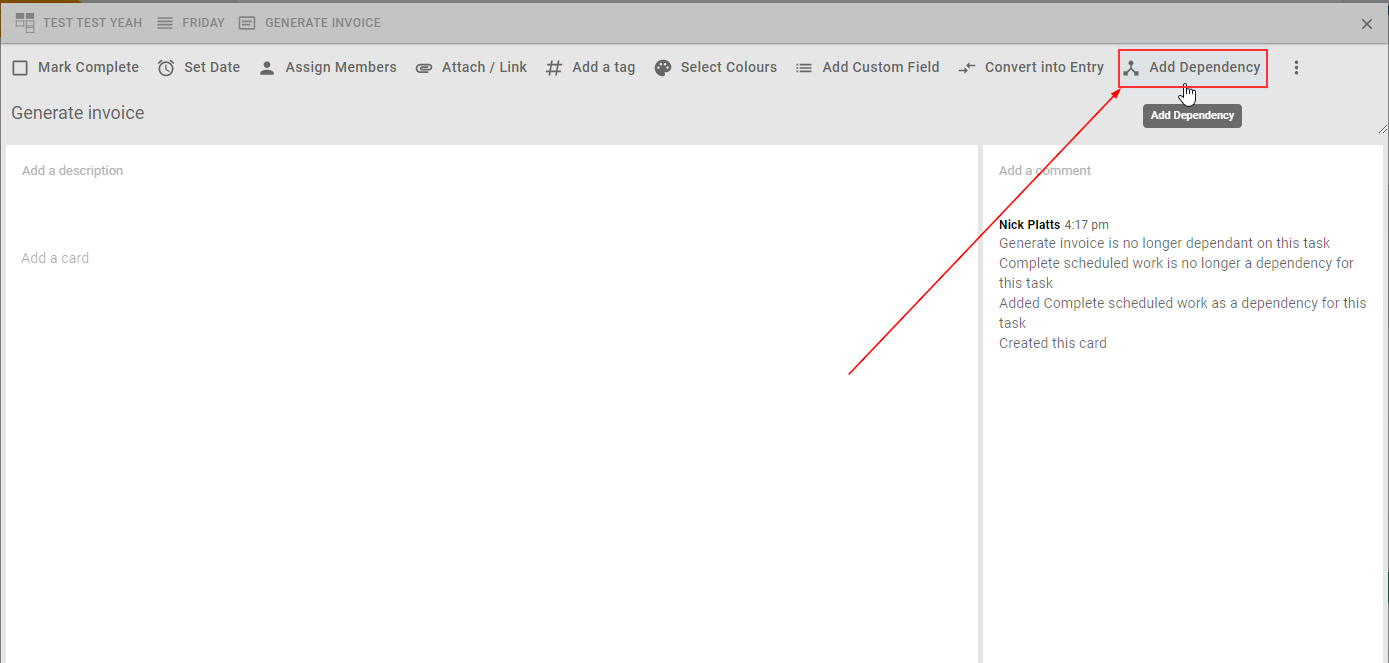 TEST TEST YEAH FRIDAY GENERATE INVOICE
Mark Complete Set Date Assign Members Attach / Link Add a tag Select Colours Add Custom Field Convert into Entry Add Dependency
Generate invoice
Add Dependency
Add a description
Add a card
Add a comment
Nick Platts 4:17 pm
Generate invoice is no longer dependant on this task
Complete scheduled work is no longer a dependency for
this task
Added Complete scheduled work as a dependency for this
task
Created this card